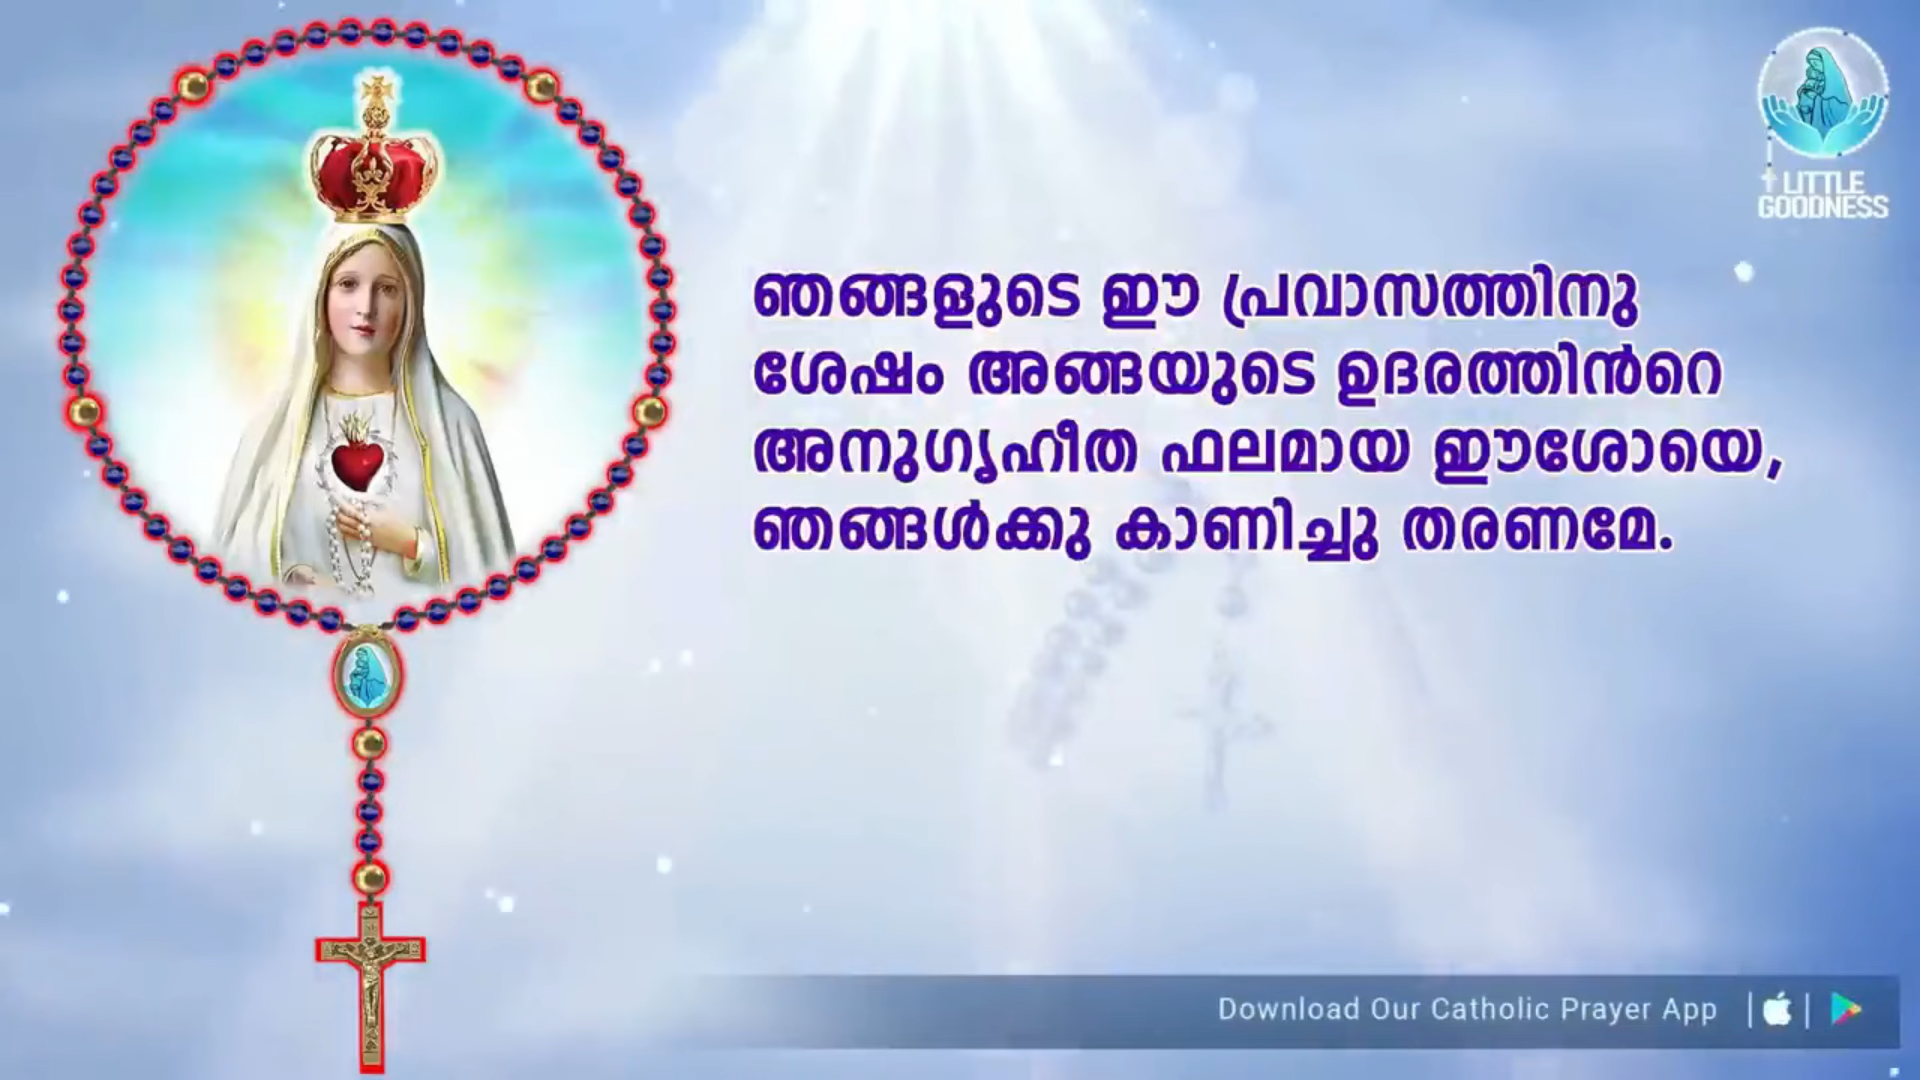 LITTLE
GOODNESS
ഞങ്ങളുടെ ഈ പ്രവാസത്തിനു
ശേഷം അങ്ങയുടെ ഉദരത്തിൻറെ
അനുഗൃഹീത ഫലമായ ഈശോയെ,
ഞങ്ങൾക്കു കാണിച്ചു തരണമേ.
Download Our Catholic Prayer App